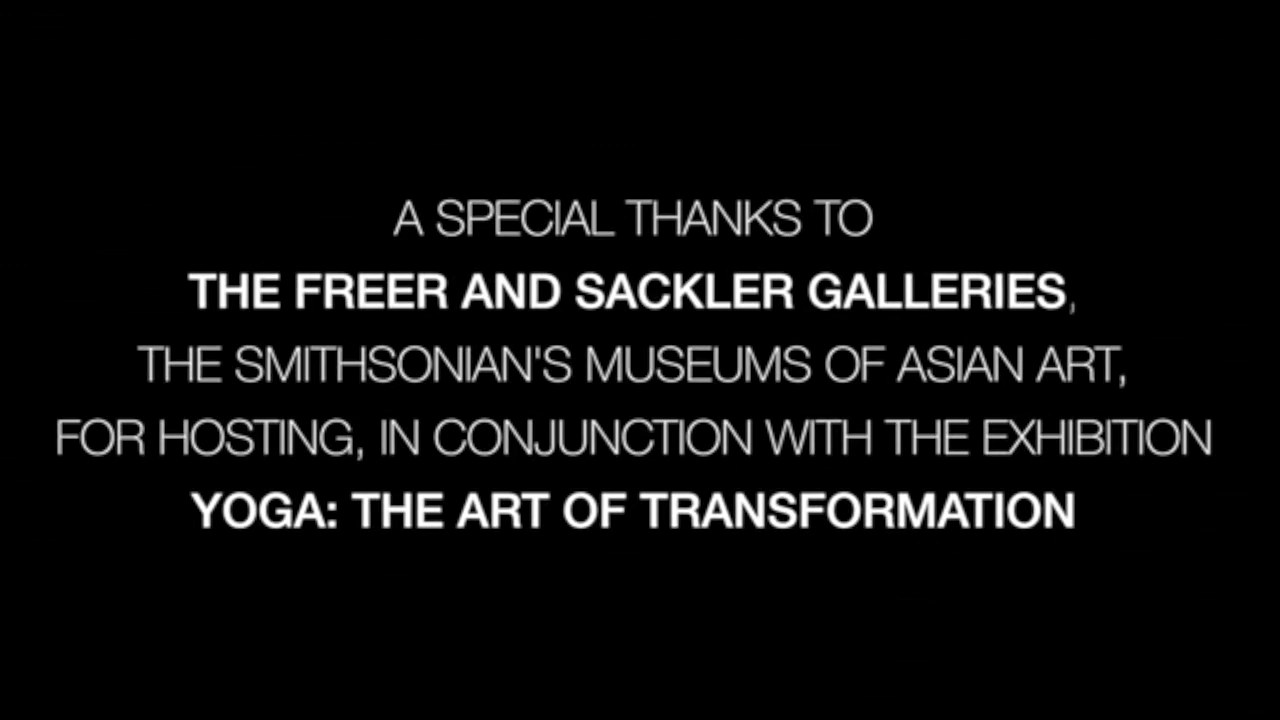 A SPECIAL THANKS TO
THE FREER AND SACKLER GALLERIES,
THE SMITHSONIAN'S MUSEUMS OF ASIAN ART,
FOR HOSTING, IN CONJUNCTION WITH THE EXHIBITION
YOGA: THE ART OF TRANSFORMATION